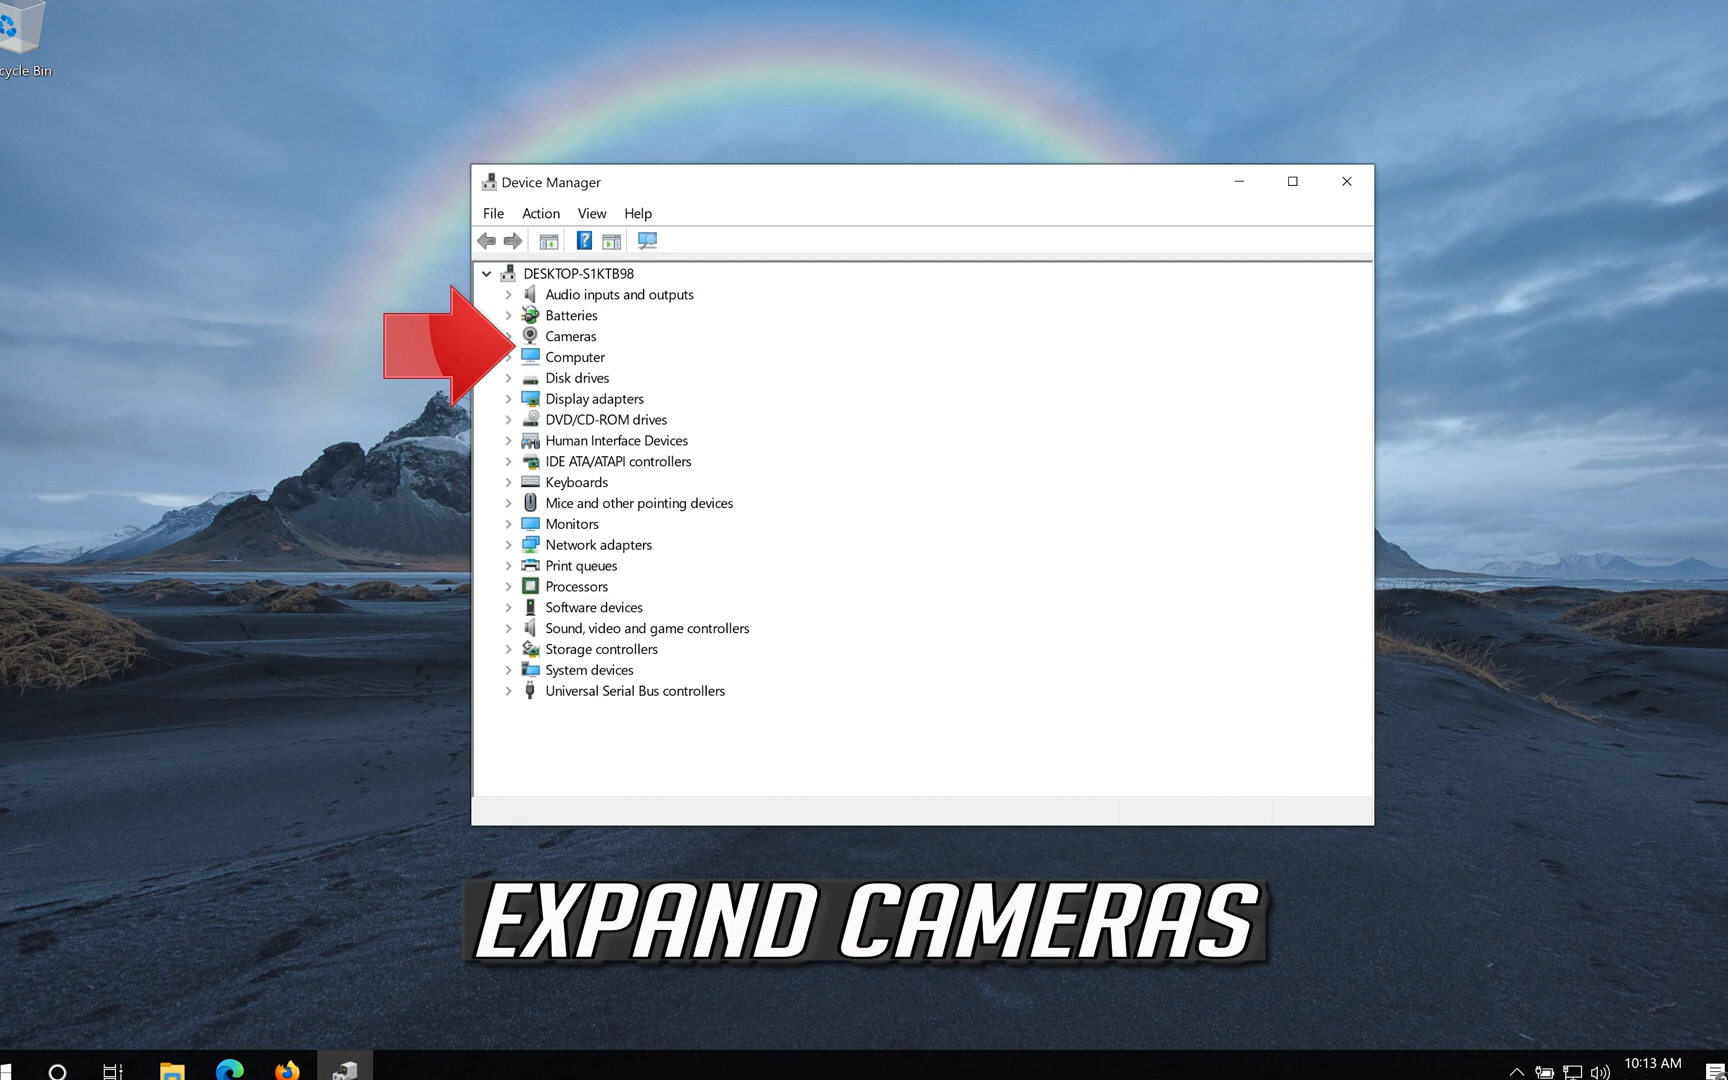 cycle Bin
Device Manager
File Action View Help
?
DESKTOP-S1KTB98
Audio inputs and outputs
Batteries
Cameras
Computer
Disk drives
Display adapters
DVD/CD-ROM drives
Human Interface Devices
IDE ATA/ATAPI controllers
Keyboards
Mice and other pointing devices
Monitors
Network adapters
Print queues
Processors
Software devices
Sound, video and game controllers
Storage controllers
System devices
Universal Serial Bus controllers
EXPAND CAMERAS
10:13 AM